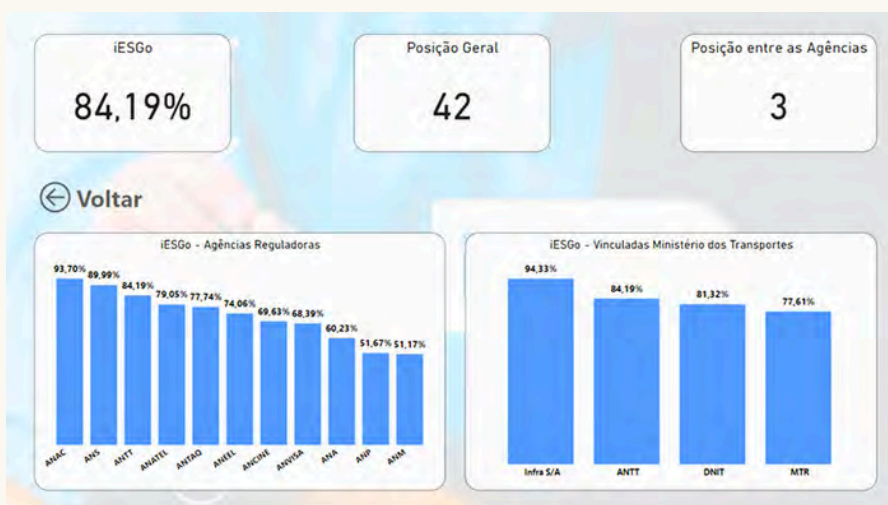 iESGo
84,19%
Posição Geral
42
Posição entre as Agências
3
Voltar
iESGo - Agências Reguladoras
93,70%
89,99%
84,19%
79,05%
77,74%
74,06%
69,63%
68,39%
60,23%
51,67%
51,17%
ANAC
ANS
ANTT
ANATEL
ANTAQ
ANEEL
ANCINE
ANVISA
ANA
ANP
ANM
iESGo - Vinculadas Ministério dos Transportes
94,33%
84,19%
81,32%
77,61%
Infra S/A
ANTT
DNIT
MTR